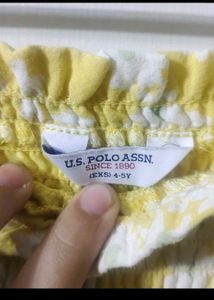 U.S. POLO ASSN.
SINCE 1890
(EXS) 4-5Y